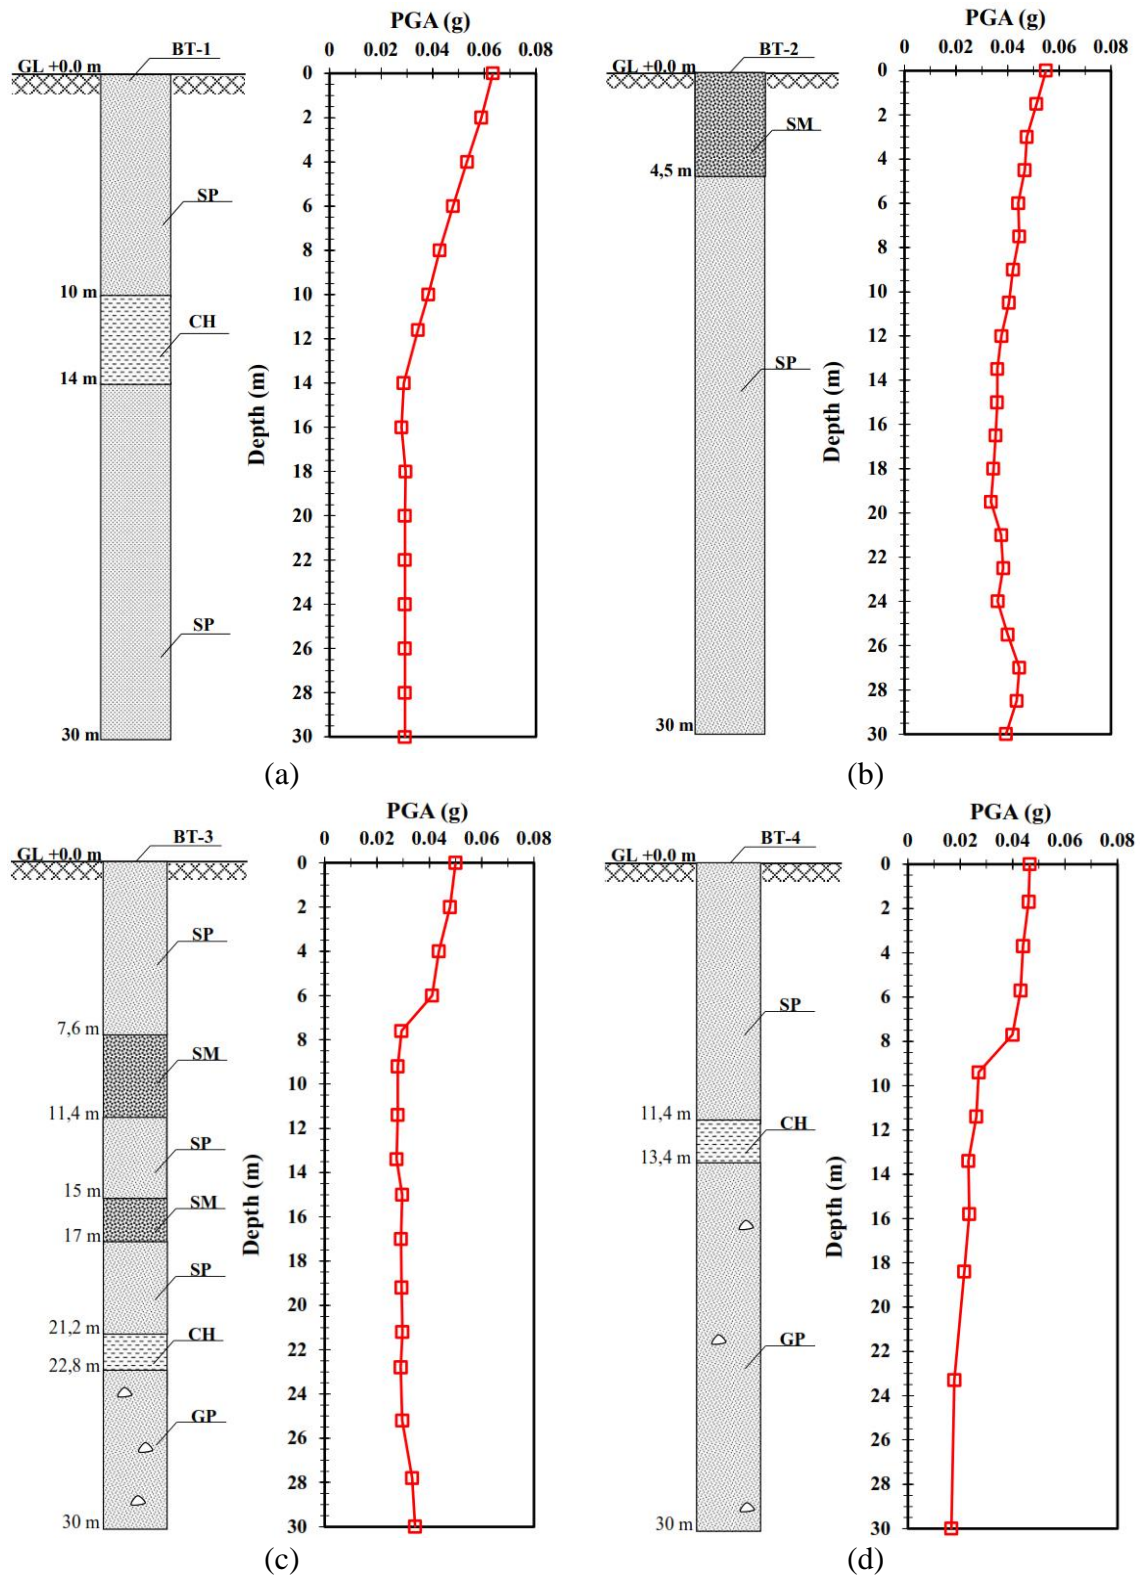 PGA (g)
0 0.02 0.04 0.06 0.08
BT-1
GL +0.0 m
SP
10 m
CH
14 m
SP
30 m
Depth (m)
0
2
4
6
8
10
12
14
16
18
20
22
24
26
28
30
(a)
PGA (g)
0 0.02 0.04 0.06 0.08
BT-2
GL +0.0 m
SM
4,5 m
SP
30 m
Depth (m)
0
2
4
6
8
10
12
14
16
18
20
22
24
26
28
30
(b)
PGA (g)
0 0.02 0.04 0.06 0.08
BT-3
GL +0.0 m
SP
7,6 m
SM
11,4 m
SP
15 m
SM
17 m
SP
21,2 m
CH
22,8 m
GP
30 m
Depth (m)
0
2
4
6
8
10
12
14
16
18
20
22
24
26
28
30
(c)
PGA (g)
0 0.02 0.04 0.06 0.08
BT-4
GL +0.0 m
SP
11,4 m
CH
13,4 m
GP
30 m
Depth (m)
0
2
4
6
8
10
12
14
16
18
20
22
24
26
28
30
(d)